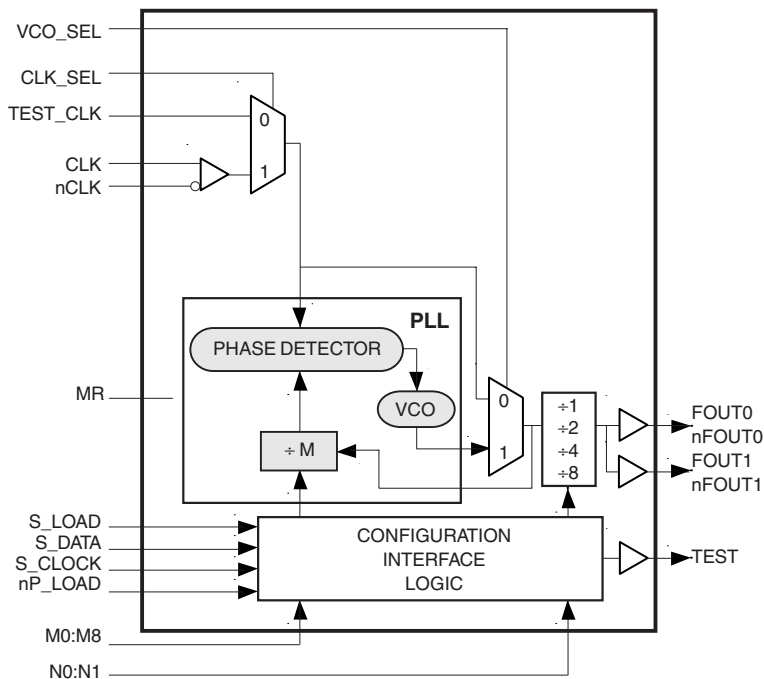 VCO_SEL
CLK_SEL
TEST_CLK
0
CLK
1
nCLK
PLL
PHASE DETECTOR
MR
VCO
0
÷1
FOUT0
÷2
nFOUT0
÷ M
1
÷4
FOUT1
÷8
nFOUT1
S_LOAD
S_DATA
S_CLOCK
nP_LOAD
CONFIGURATION
INTERFACE
LOGIC
TEST
M0:M8
N0:N1